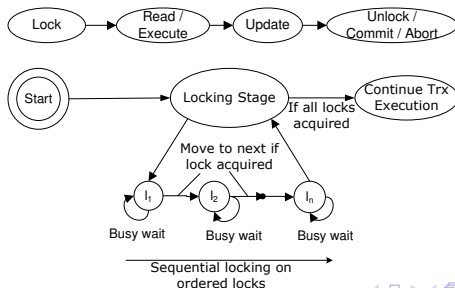 Lock
Read /
Execute
Update
Unlock /
Commit / Abort
Start
Locking Stage
If all locks
acquired
Continue Trx
Execution
Move to next if
lock acquired
l1
l2
ln
Busy wait
Busy wait
Busy wait
Sequential locking on
ordered locks